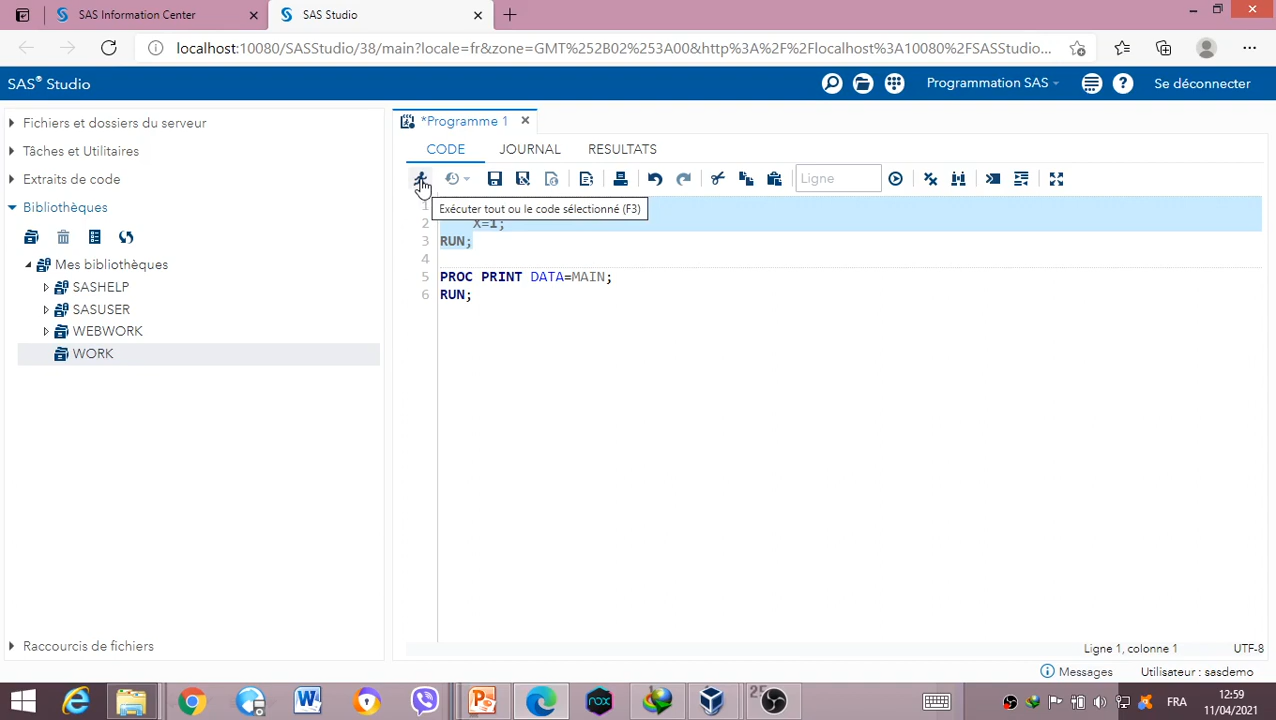 SAS Information Center
SAS Studio
localhost:10080/SASStudio/38/main?locale=fr&zone=GMT%252B02%253A00&http%3A%2F%2Flocalhost%3A10080%2FSASStudio...
SAS® Studio
Programmation SAS
Se déconnecter
Fichiers et dossiers du serveur
Tâches et Utilitaires
Extraits de code
Bibliothèques
Mes bibliothèques
SASHELP
SASUSER
WEBWORK
WORK
Raccourcis de fichiers
*Programme 1
CODE
JOURNAL
RESULTATS
Ligne
Exécuter tout ou le code sélectionné (F3)
1
2 X=1;
3 RUN;
4
5 PROC PRINT DATA=MAIN;
6 RUN;
Ligne 1, colonne 1
UTF-8
Messages
Utilisateur : sasdemo
25
FRA
12:59
11/04/2021